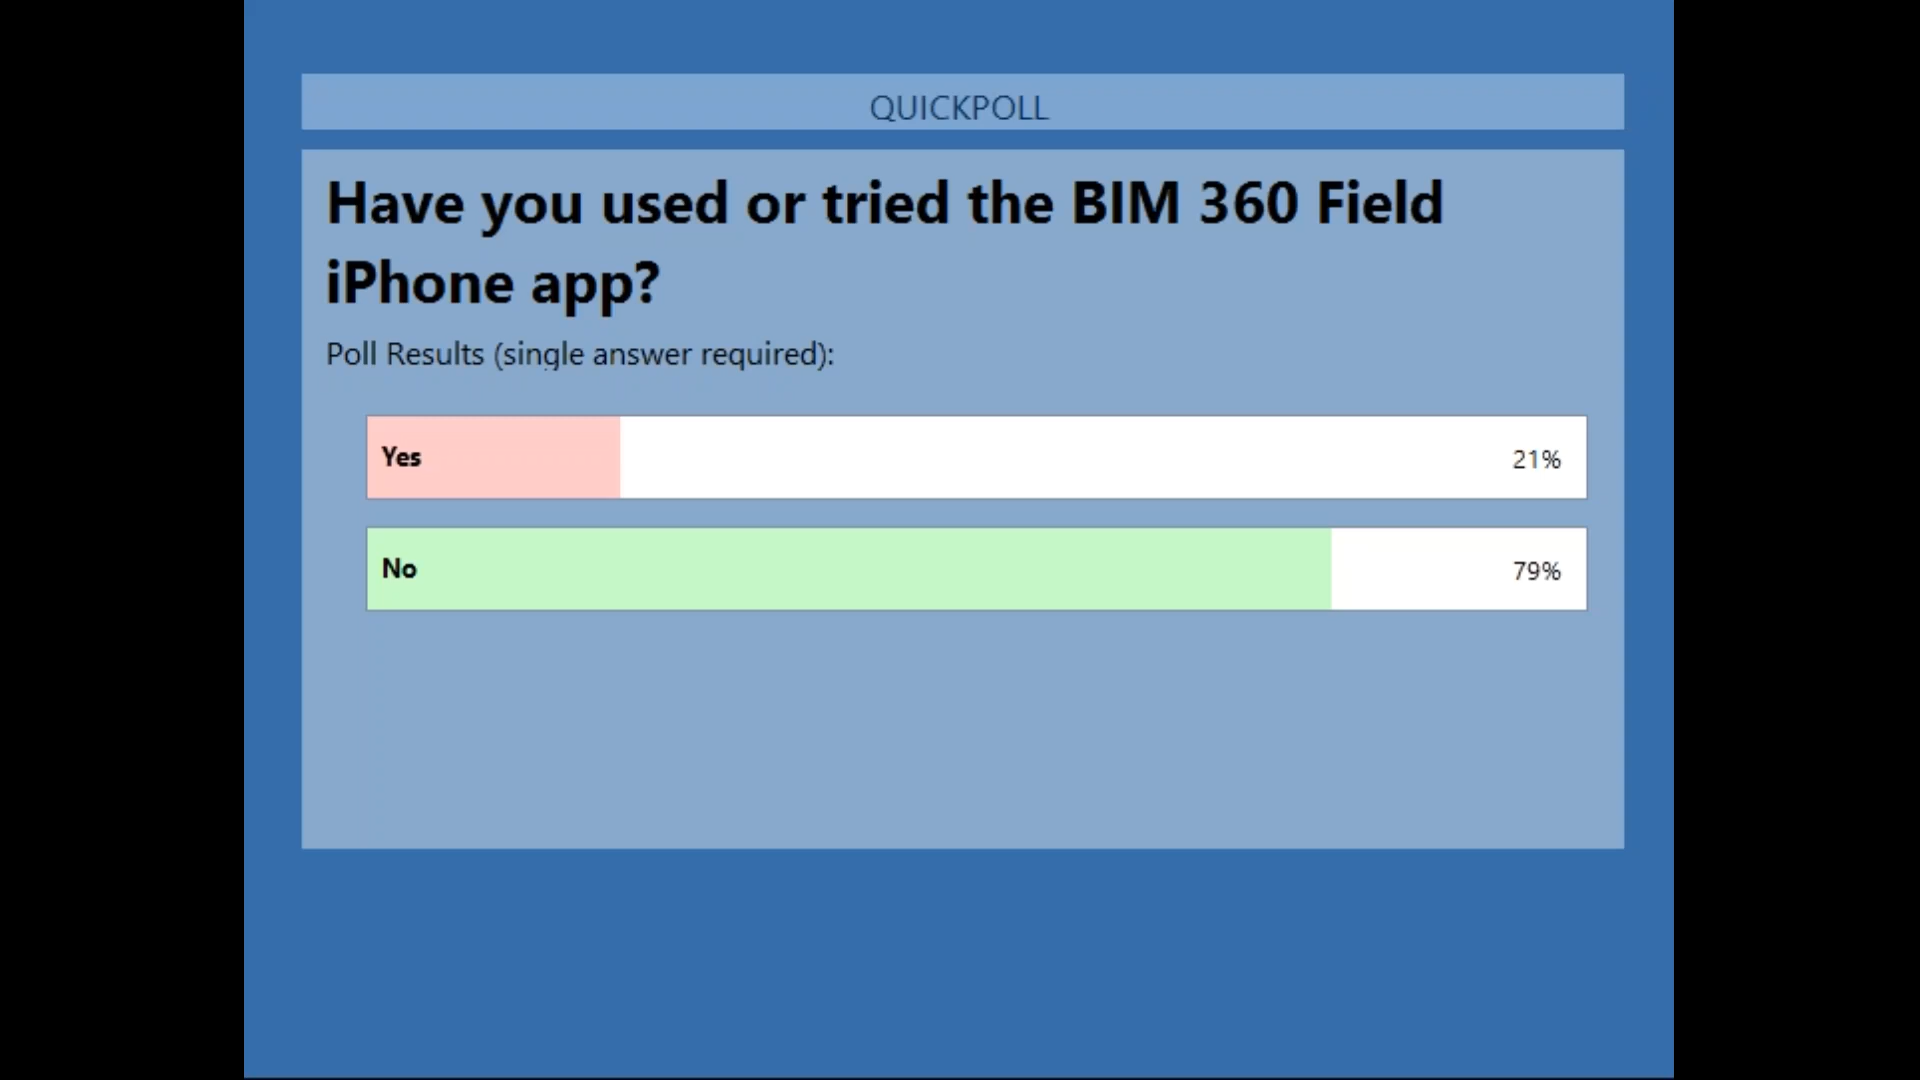 QUICKPOLL
Have you used or tried the BIM 360 Field
iPhone app?
Poll Results (single answer required):
Yes 21%
No 79%